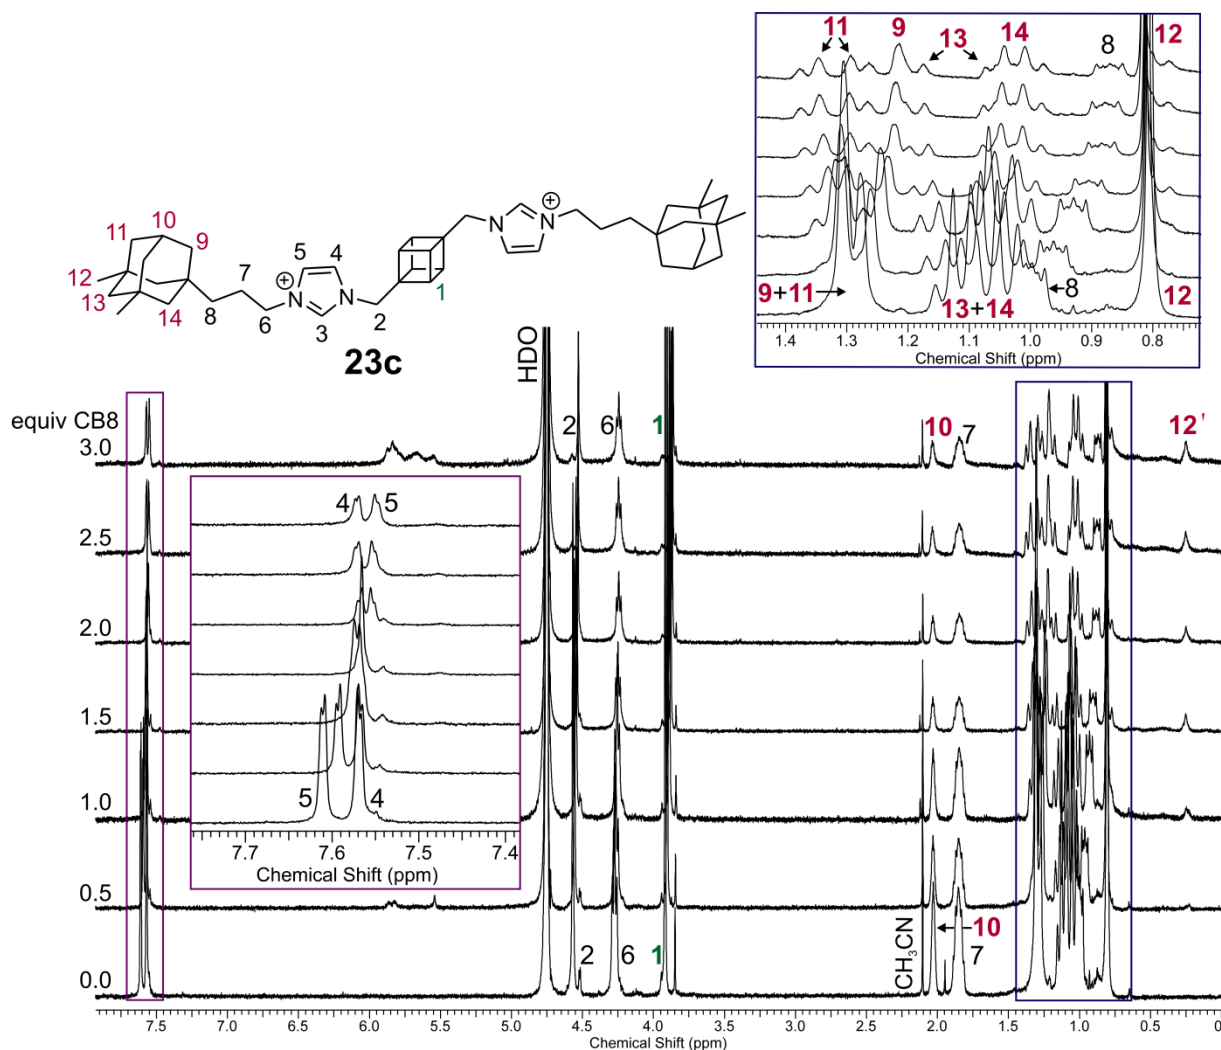 11 9 13 14 8 12
9+11 13+14 8 12
1.4 1.3 1.2 1.1 1.0 0.9 0.8
Chemical Shift (ppm)
10
11 9
12 7 5 4
13 14 8 6 3 2 1
⊕ N N N N ⊕
23c
HDO
equiv CB8
3.0 2 6 1 10 7 12'
2.5
2.0
1.5
1.0
0.5
0.0 2 6 1 CH₃CN 10 7
4 5
5 4
7.7 7.6 7.5 7.4
Chemical Shift (ppm)
7.5 7.0 6.5 6.0 5.5 5.0 4.5 4.0 3.5 3.0 2.5 2.0 1.5 1.0 0.5 0
Chemical Shift (ppm)